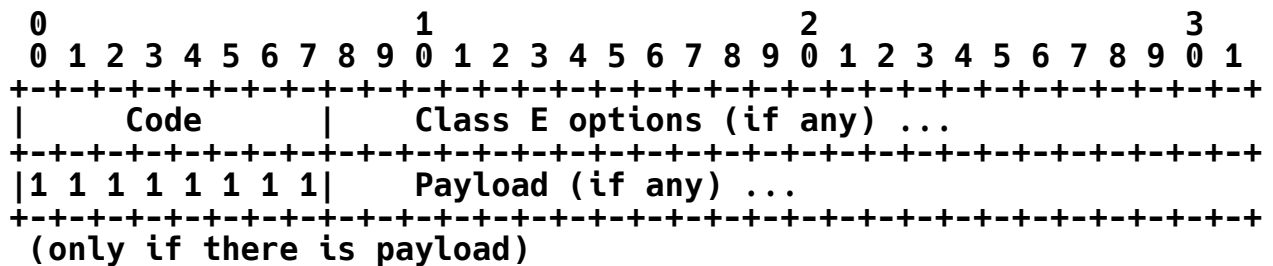 0                   1                   2                   3
 0 1 2 3 4 5 6 7 8 9 0 1 2 3 4 5 6 7 8 9 0 1 2 3 4 5 6 7 8 9 0 1
+-+-+-+-+-+-+-+-+-+-+-+-+-+-+-+-+-+-+-+-+-+-+-+-+-+-+-+-+-+-+-+-+
|     Code      |    Class E options (if any) ...
+-+-+-+-+-+-+-+-+-+-+-+-+-+-+-+-+-+-+-+-+-+-+-+-+-+-+-+-+-+-+-+-+
|1 1 1 1 1 1 1 1|    Payload (if any) ...
+-+-+-+-+-+-+-+-+-+-+-+-+-+-+-+-+-+-+-+-+-+-+-+-+-+-+-+-+-+-+-+-+
 (only if there is payload)